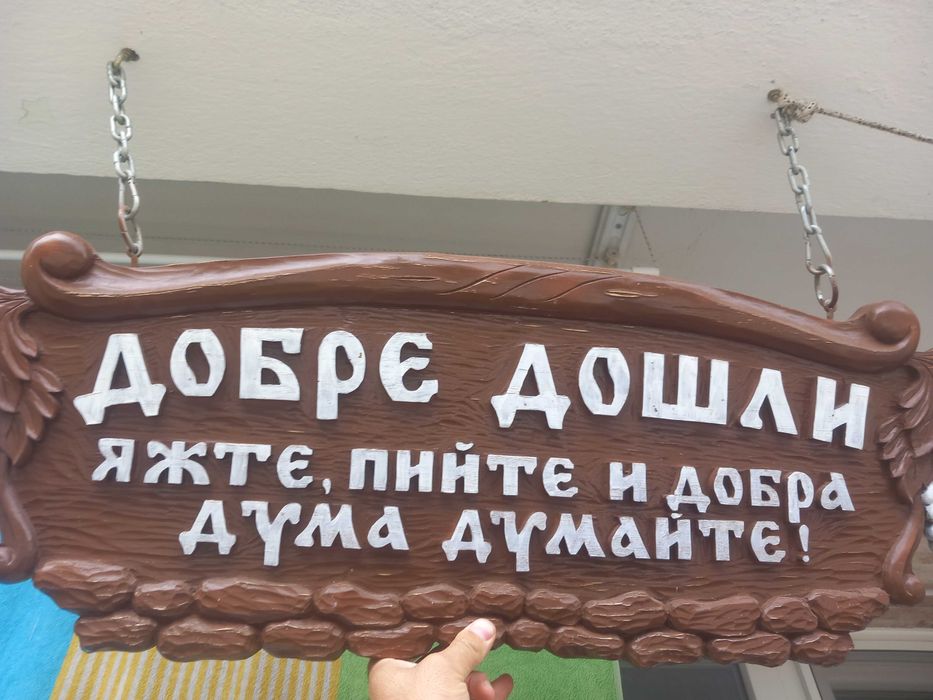 ДОБРЕ ДОШЛИ
ЯЖТЕ, ПИЙТЕ И ДОБРА
ДУМА ДУМАЙТЕ!